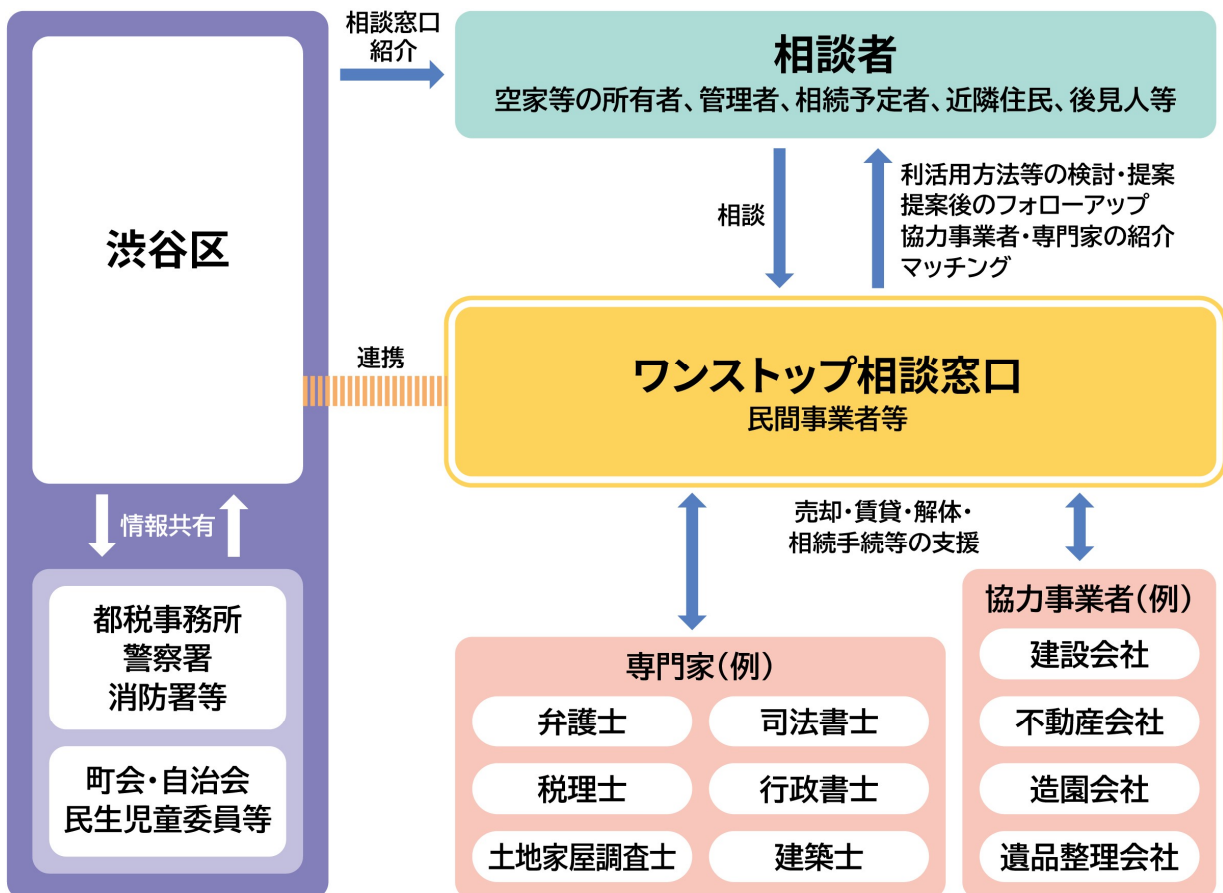 相談窓口
紹介
相談者
空家等の所有者、管理者、相続予定者、近隣住民、後見人等
渋谷区
相談
利活用方法等の検討・提案
提案後のフォローアップ
協力事業者・専門家の紹介
マッチング
連携
ワンストップ相談窓口
民間事業者等
情報共有
都税事務所
警察署
消防署等
町会・自治会
民生児童委員等
売却・賃貸・解体・
相続手続等の支援
専門家(例)
弁護士
司法書士
税理士
行政書士
土地家屋調査士
建築士
協力事業者(例)
建設会社
不動産会社
造園会社
遺品整理会社